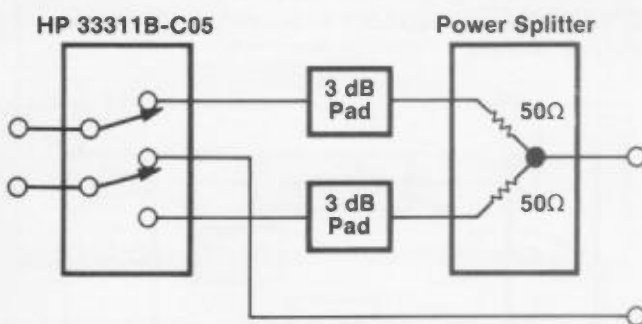 HP 33311B-C05
Power Splitter
3 dB
Pad
50Ω
3 dB
Pad
50Ω